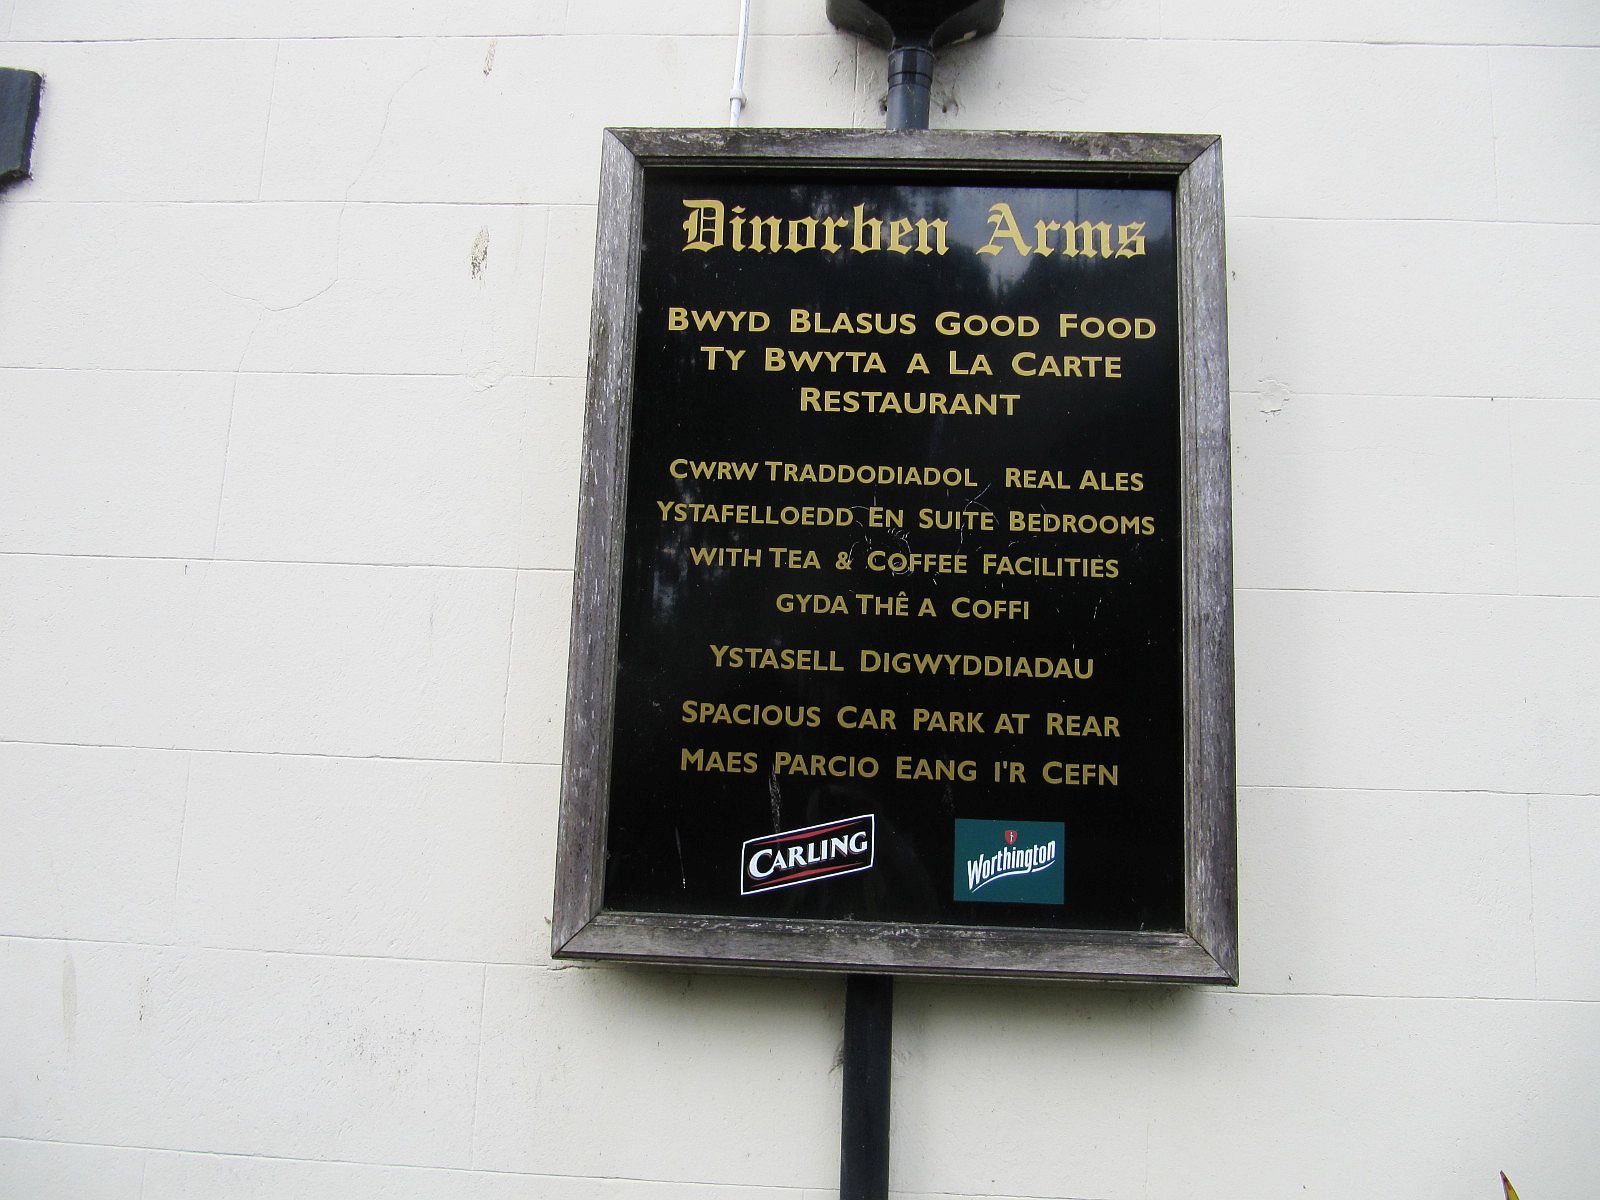 Dinorben Arms
BWYD BLASUS GOOD FOOD
TY BWYTA A LA CARTE
RESTAURANT
CWRW TRADDODIADOL REAL ALES
YSTAFELLOEDD EN SUITE BEDROOMS
WITH TEA & COFFEE FACILITIES
GYDA THÊ A COFFI
YSTASELL DIGWYDDIADAU
SPACIOUS CAR PARK AT REAR
MAES PARCIO EANG I'R CEFN
CARLING Worthington